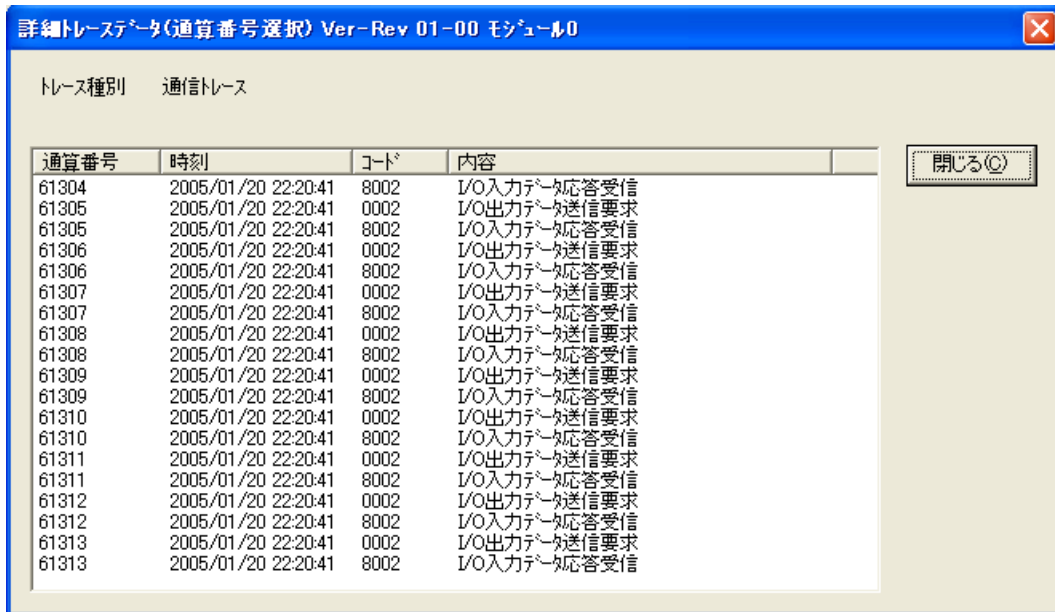 詳細ﾄﾚｰｽﾃﾞｰﾀ(通算番号選択) Ver-Rev 01-00 ﾓｼﾞｭｰﾙ0
ﾄﾚｰｽ種別 通信ﾄﾚｰｽ
通算番号 時刻 ｺｰﾄﾞ 内容
閉じる(C)
61304 2005/01/20 22:20:41 8002 I/O入力ﾃﾞｰﾀ応答受信
61305 2005/01/20 22:20:41 0002 I/O出力ﾃﾞｰﾀ送信要求
61305 2005/01/20 22:20:41 8002 I/O入力ﾃﾞｰﾀ応答受信
61306 2005/01/20 22:20:41 0002 I/O出力ﾃﾞｰﾀ送信要求
61306 2005/01/20 22:20:41 8002 I/O入力ﾃﾞｰﾀ応答受信
61307 2005/01/20 22:20:41 0002 I/O出力ﾃﾞｰﾀ送信要求
61307 2005/01/20 22:20:41 8002 I/O入力ﾃﾞｰﾀ応答受信
61308 2005/01/20 22:20:41 0002 I/O出力ﾃﾞｰﾀ送信要求
61308 2005/01/20 22:20:41 8002 I/O入力ﾃﾞｰﾀ応答受信
61309 2005/01/20 22:20:41 0002 I/O出力ﾃﾞｰﾀ送信要求
61309 2005/01/20 22:20:41 8002 I/O入力ﾃﾞｰﾀ応答受信
61310 2005/01/20 22:20:41 0002 I/O出力ﾃﾞｰﾀ送信要求
61310 2005/01/20 22:20:41 8002 I/O入力ﾃﾞｰﾀ応答受信
61311 2005/01/20 22:20:41 0002 I/O出力ﾃﾞｰﾀ送信要求
61311 2005/01/20 22:20:41 8002 I/O入力ﾃﾞｰﾀ応答受信
61312 2005/01/20 22:20:41 0002 I/O出力ﾃﾞｰﾀ送信要求
61312 2005/01/20 22:20:41 8002 I/O入力ﾃﾞｰﾀ応答受信
61313 2005/01/20 22:20:41 0002 I/O出力ﾃﾞｰﾀ送信要求
61313 2005/01/20 22:20:41 8002 I/O入力ﾃﾞｰﾀ応答受信